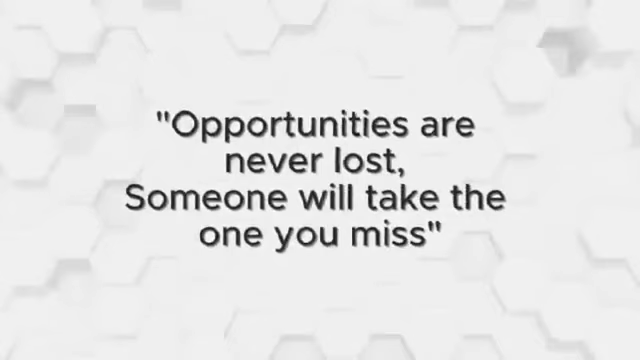 "Opportunities are
never lost,
Someone will take the
one you miss"